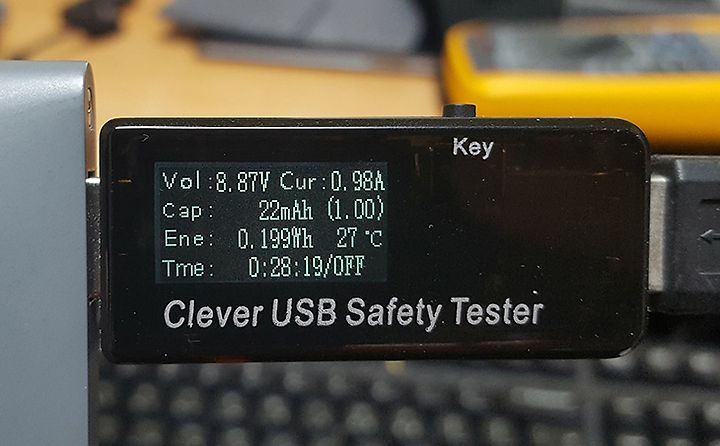 Key
Vol:8.87V Cur:0.98A
Cap: 22mAh (1.00)
Ene: 0.199Wh 27℃
Tme: 0:28:19/OFF
Clever USB Safety Tester